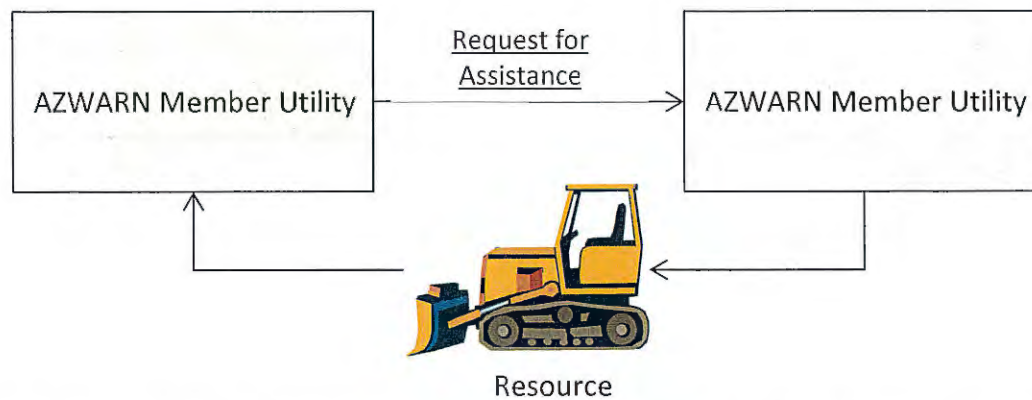 AZWARN Member Utility
Request for
Assistance
AZWARN Member Utility
Resource